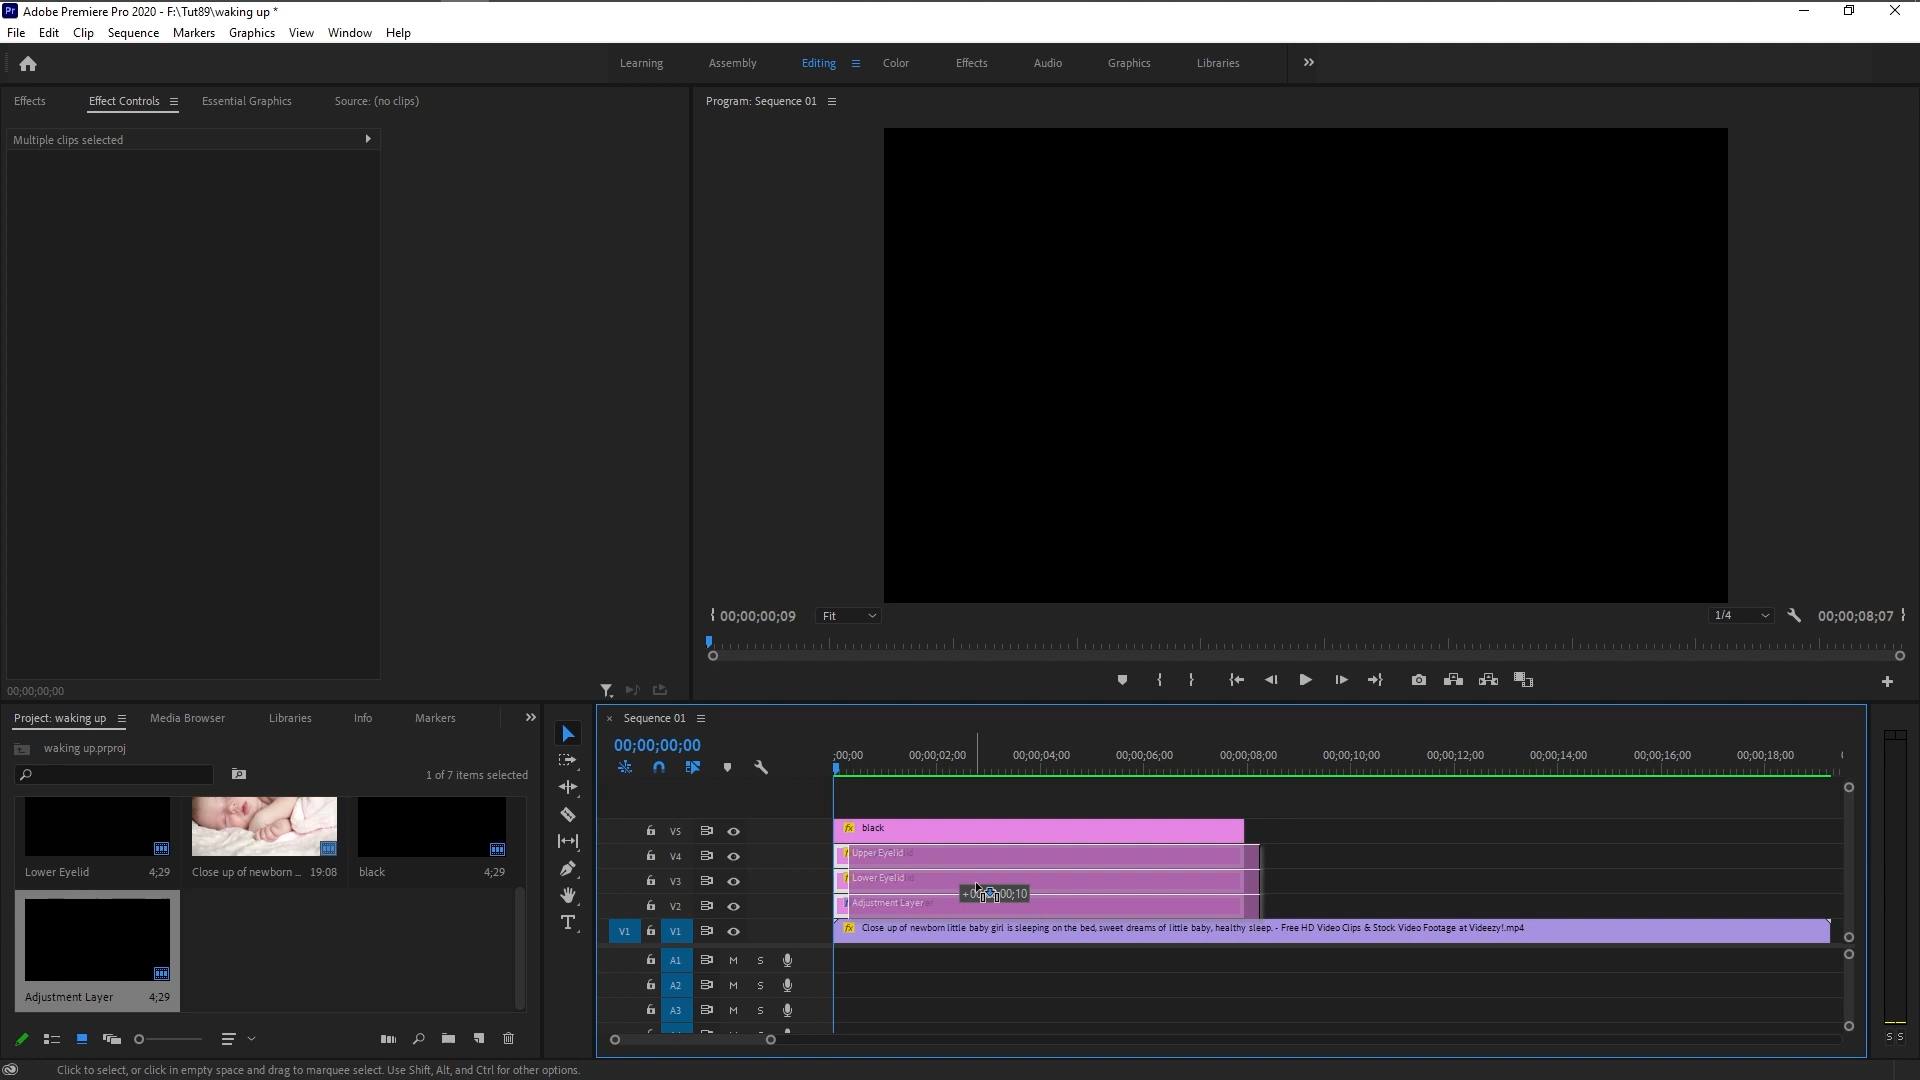 Pr Adobe Premiere Pro 2020 - F:\Tut89\waking up *
File Edit Clip Sequence Markers Graphics View Window Help
Learning Assembly Editing Color Effects Audio Graphics Libraries
Effects Effect Controls Essential Graphics Source: (no clips)
Program: Sequence 01
Multiple clips selected
00;00;00;09 Fit 1/4 00;00;08;07
00;00;00;00
Project: waking up Media Browser Libraries Info Markers
waking up.prproj
1 of 7 items selected
Lower Eyelid 4;29
Close up of newborn ... 19:08
black 4;29
Adjustment Layer 4;29
× Sequence 01
00;00;00;00
;00;00 00;00;02;00 00;00;04;00 00;00;06;00 00;00;08;00 00;00;10;00 00;00;12;00 00;00;14;00 00;00;16;00 00;00;18;00
V5 fx black
V4 Upper Eyelid
V3 Lower Eyelid
V2 Adjustment Layer
V1 V1 fx Close up of newborn little baby girl is sleeping on the bed, sweet dreams of little baby, healthy sleep. - Free HD Video Clips & Stock Video Footage at Videezy!.mp4
A1 M S
A2 M S
A3 M S
S S
Click to select, or click in empty space and drag to marquee select. Use Shift, Alt, and Ctrl for other options.